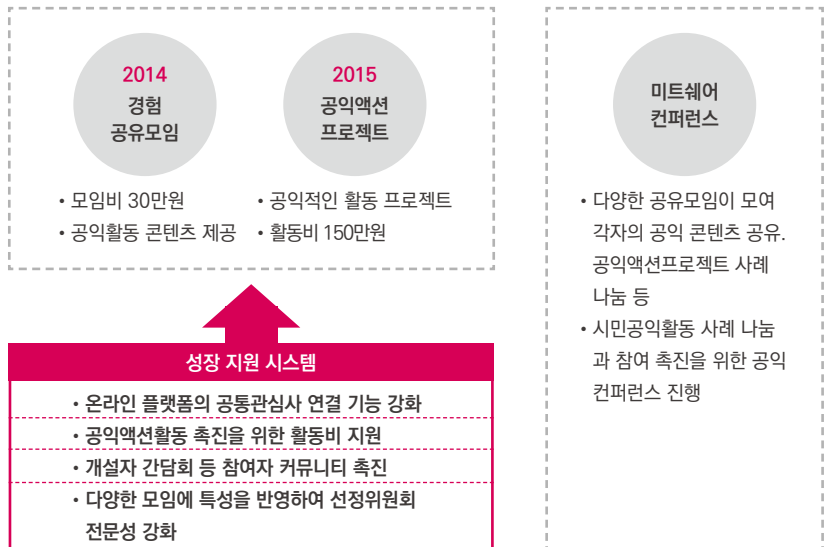 2014
경험
공유모임
• 모임비 30만원
• 공익활동 콘텐츠 제공
2015
공익액션
프로젝트
• 공익적인 활동 프로젝트
• 활동비 150만원
성장 지원 시스템
• 온라인 플랫폼의 공통관심사 연결 기능 강화
• 공익액션활동 촉진을 위한 활동비 지원
• 개설자 간담회 등 참여자 커뮤니티 촉진
• 다양한 모임에 특성을 반영하여 선정위원회
전문성 강화
미트쉐어
컨퍼런스
• 다양한 공유모임이 모여
각자의 공익 콘텐츠 공유.
공익액션프로젝트 사례
나눔 등
• 시민공익활동 사례 나눔
과 참여 촉진을 위한 공익
컨퍼런스 진행